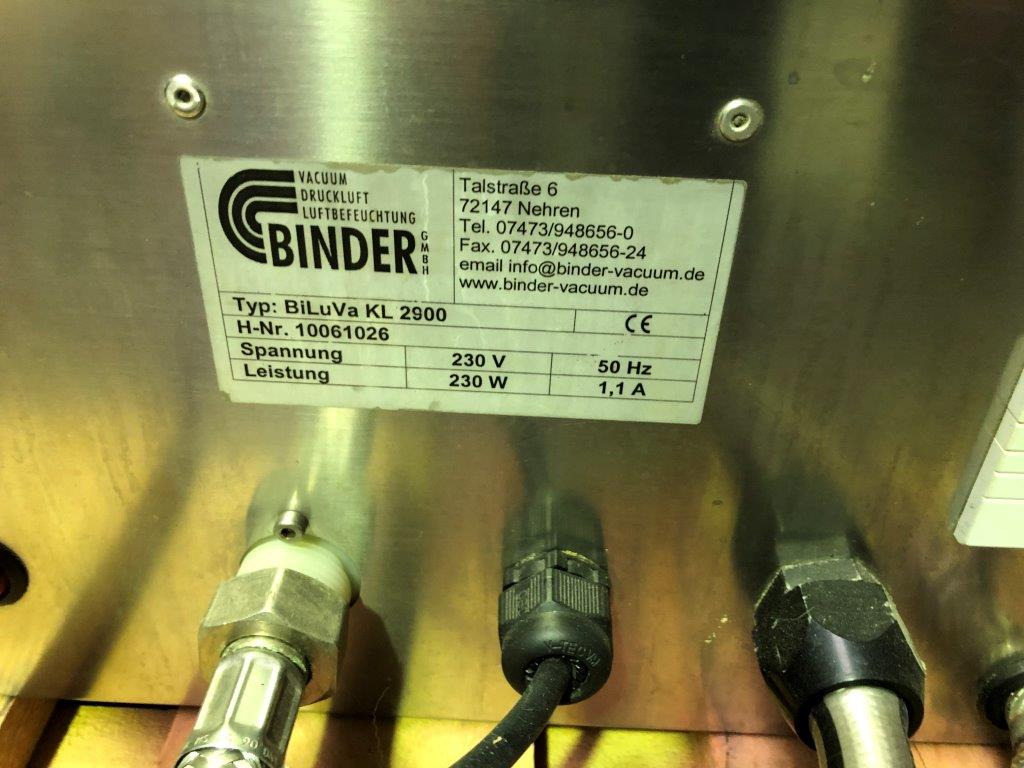 VACUUM
DRUCKLUFT
LUFTBEFEUCHTUNG
BINDER
GMBH
Talstraße 6
72147 Nehren
Tel. 07473/948656-0
Fax. 07473/948656-24
email info@binder-vacuum.de
www.binder-vacuum.de
Typ: BiLuVa KL 2900
CE
H-Nr. 10061026
Spannung 230 V 50 Hz
Leistung 230 W 1,1 A